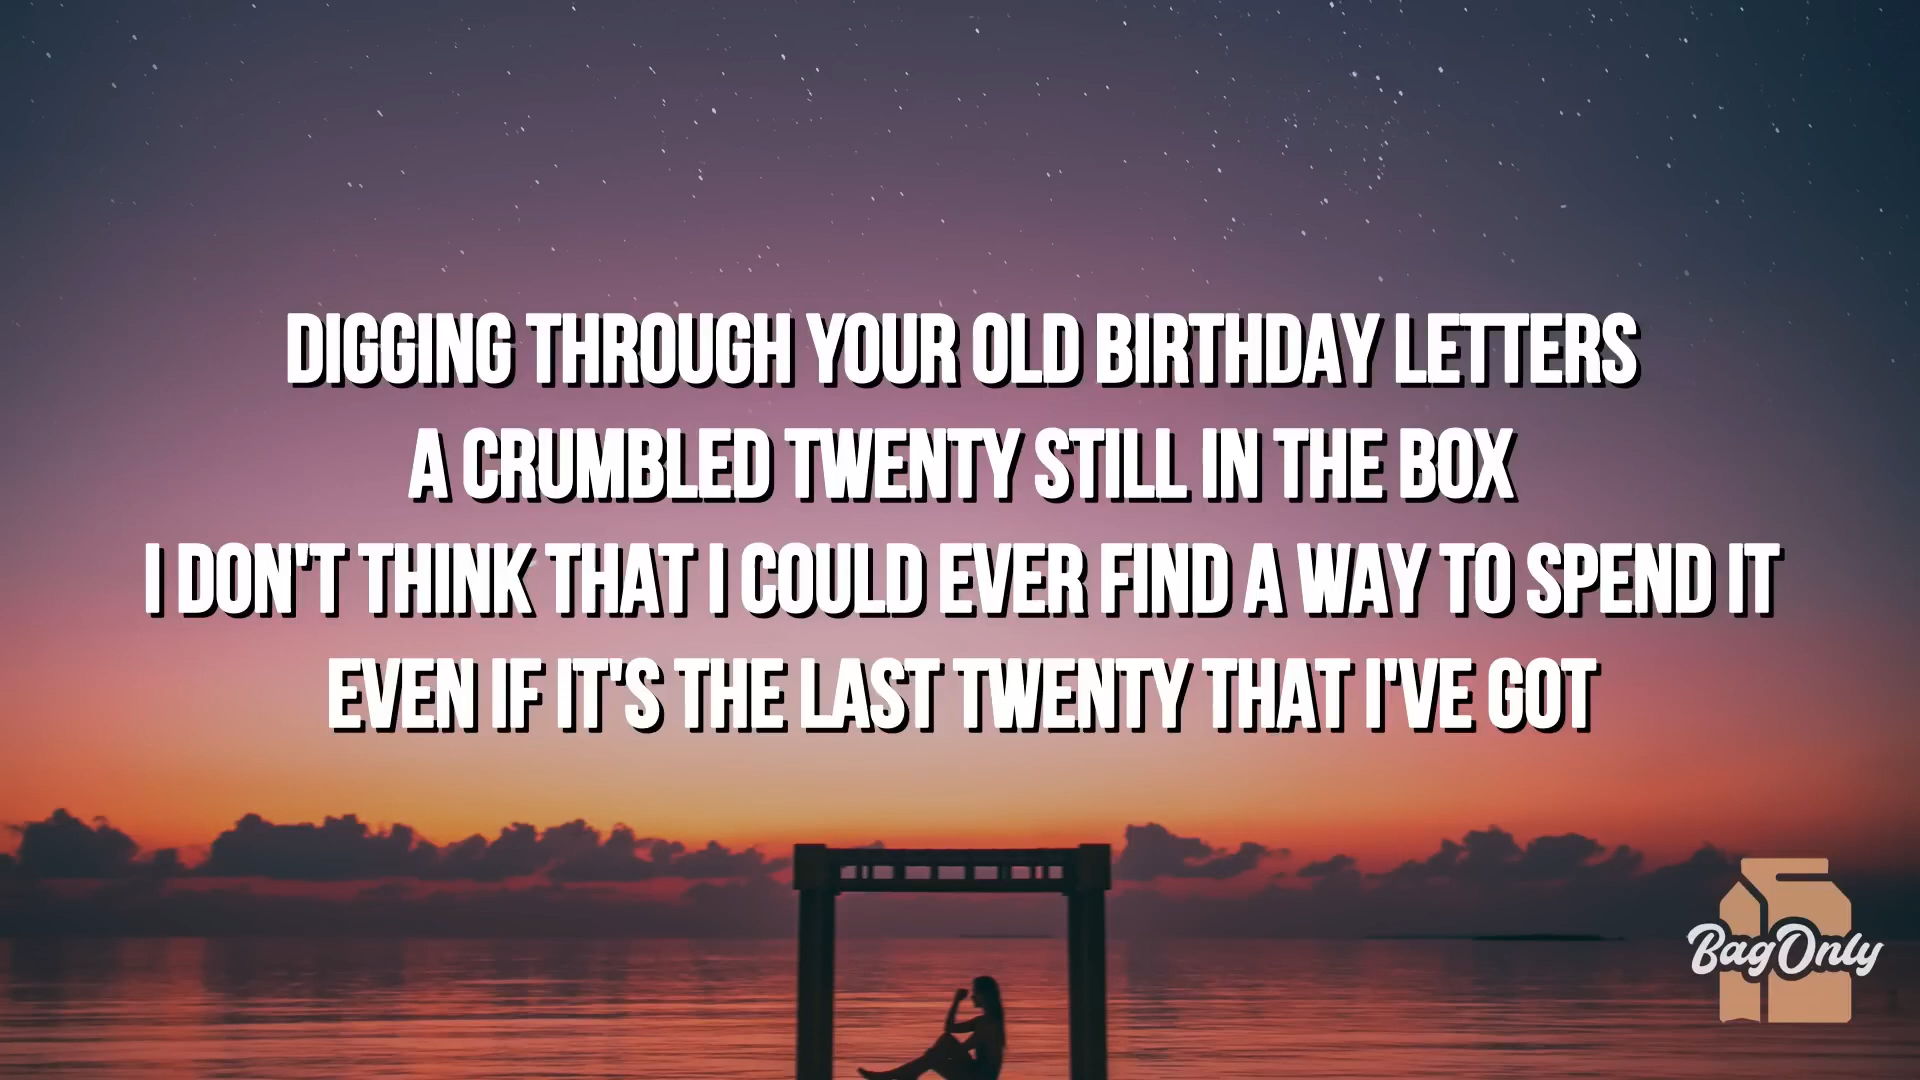 DIGGING THROUGH YOUR OLD BIRTHDAY LETTERS
A CRUMBLED TWENTY STILL IN THE BOX
I DON'T THINK THAT I COULD EVER FIND A WAY TO SPEND IT
EVEN IF IT'S THE LAST TWENTY THAT I'VE GOT
BagOnly